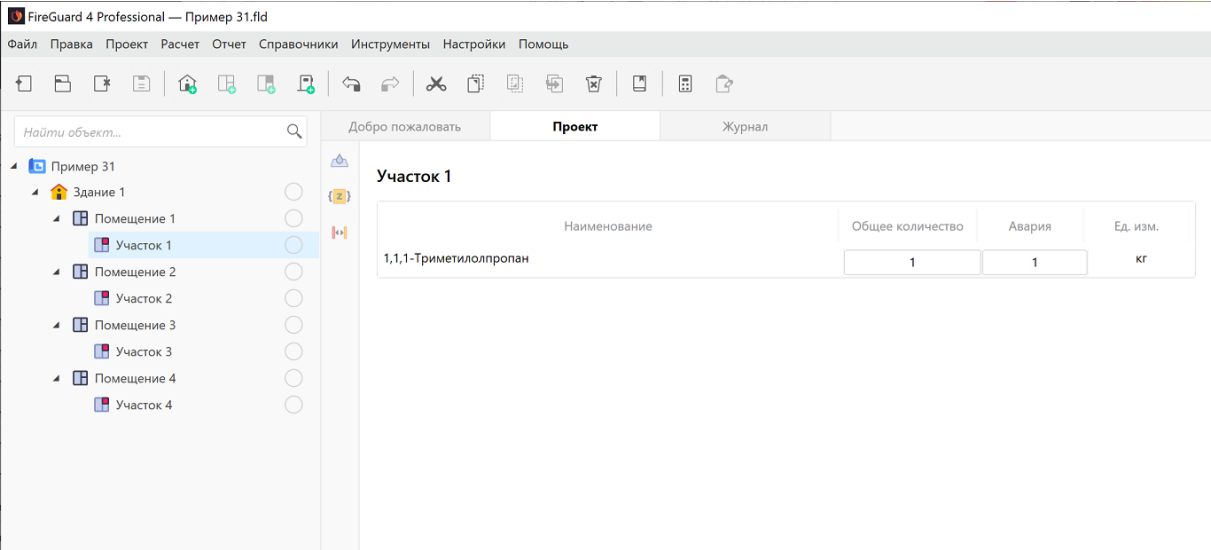 FireGuard 4 Professional — Пример 31.fld
Файл Правка Проект Расчет Отчет Справочники Инструменты Настройки Помощь
Найти объект...
Добро пожаловать Проект Журнал
Пример 31
Здание 1
Помещение 1
Участок 1
Помещение 2
Участок 2
Помещение 3
Участок 3
Помещение 4
Участок 4
{z}
Участок 1
Наименование Общее количество Авария Ед. изм.
1,1,1-Триметилолпропан 1 1 кг